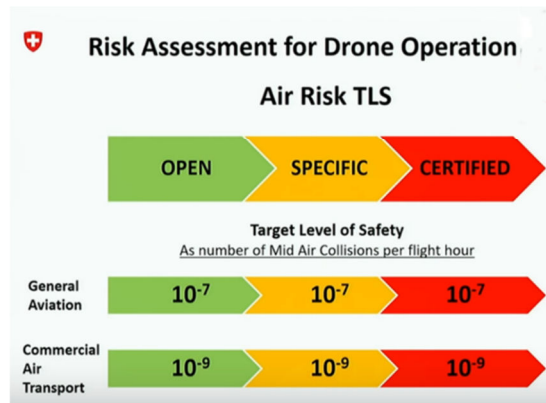 Risk Assessment for Drone Operation
Air Risk TLS
OPEN SPECIFIC CERTIFIED
Target Level of Safety
As number of Mid Air Collisions per flight hour
General
Aviation
10⁻⁷ 10⁻⁷ 10⁻⁷
Commercial
Air
Transport
10⁻⁹ 10⁻⁹ 10⁻⁹